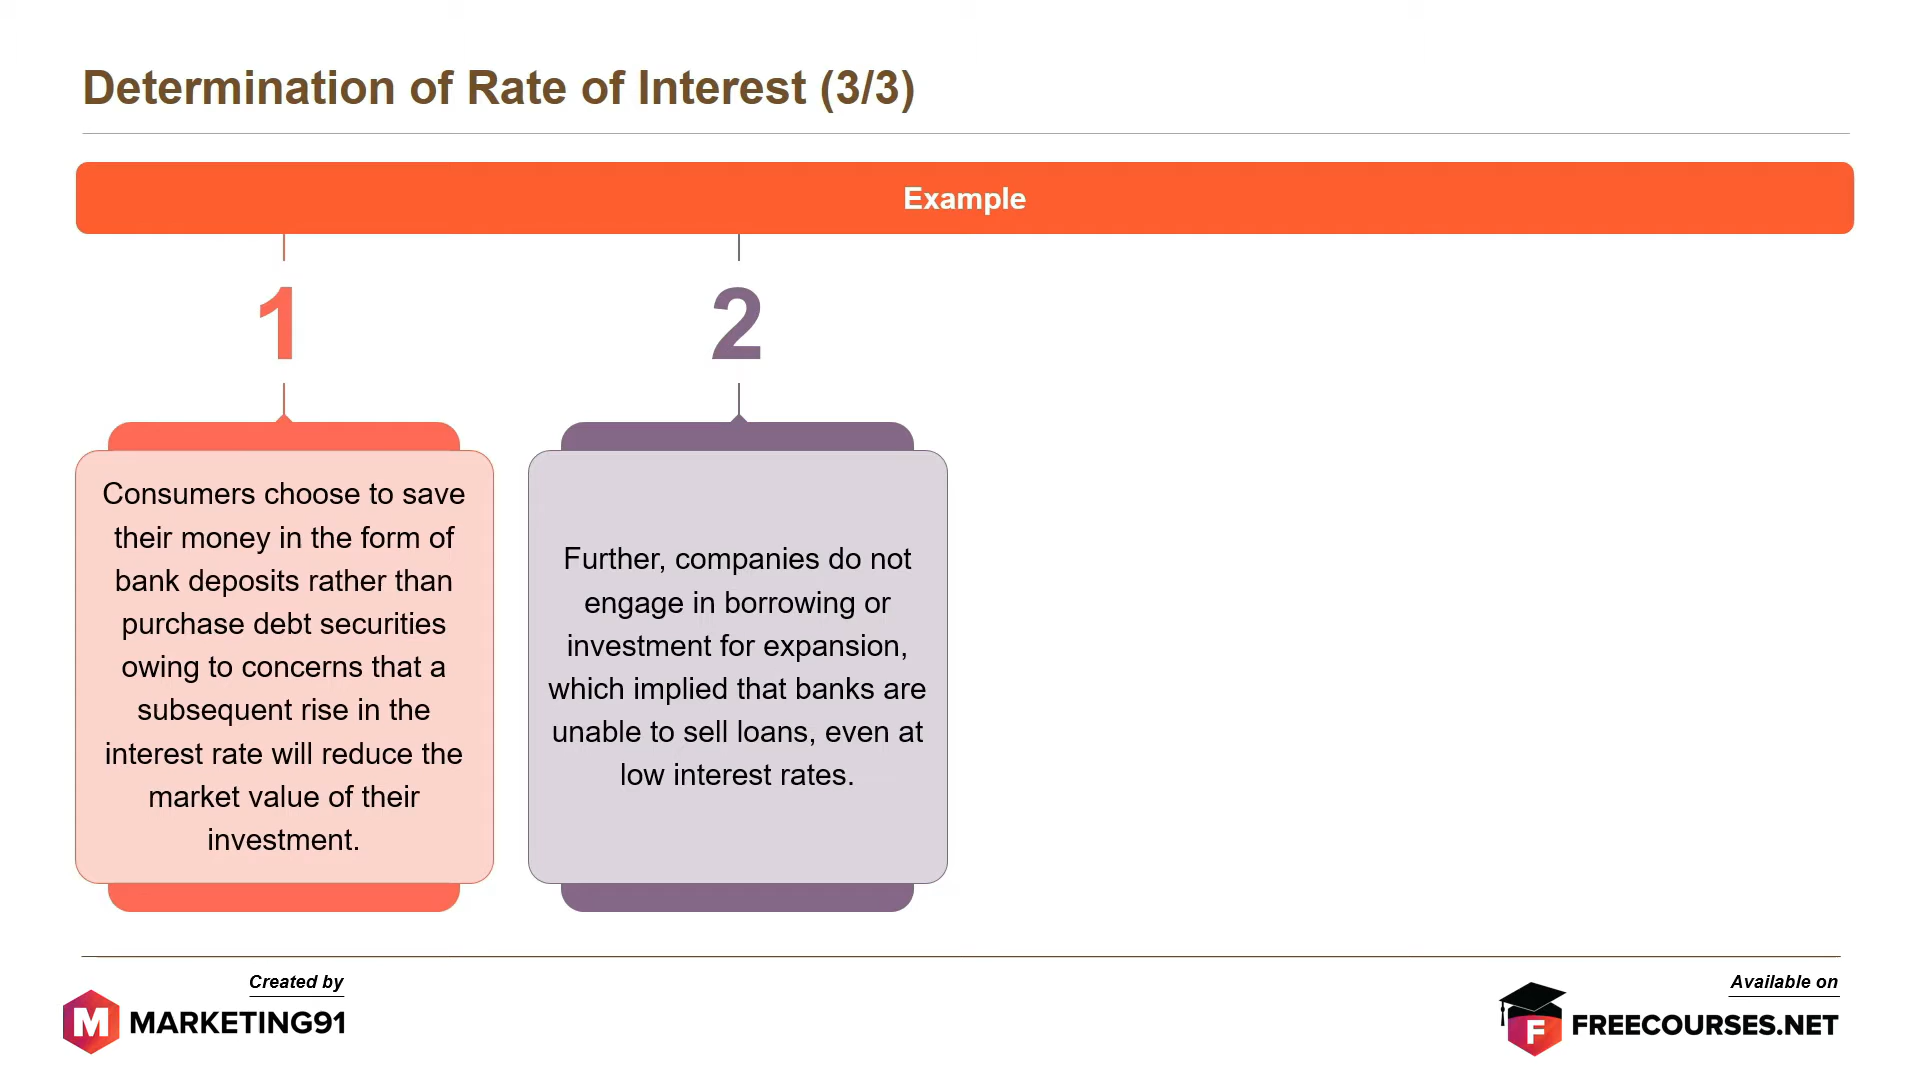 Determination of Rate of Interest (3/3)
Example
1
Consumers choose to save
their money in the form of
bank deposits rather than
purchase debt securities
owing to concerns that a
subsequent rise in the
interest rate will reduce the
market value of their
investment.
2
Further, companies do not
engage in borrowing or
investment for expansion,
which implied that banks are
unable to sell loans, even at
low interest rates.
Created by
M MARKETING91
Available on
F FREECOURSES.NET